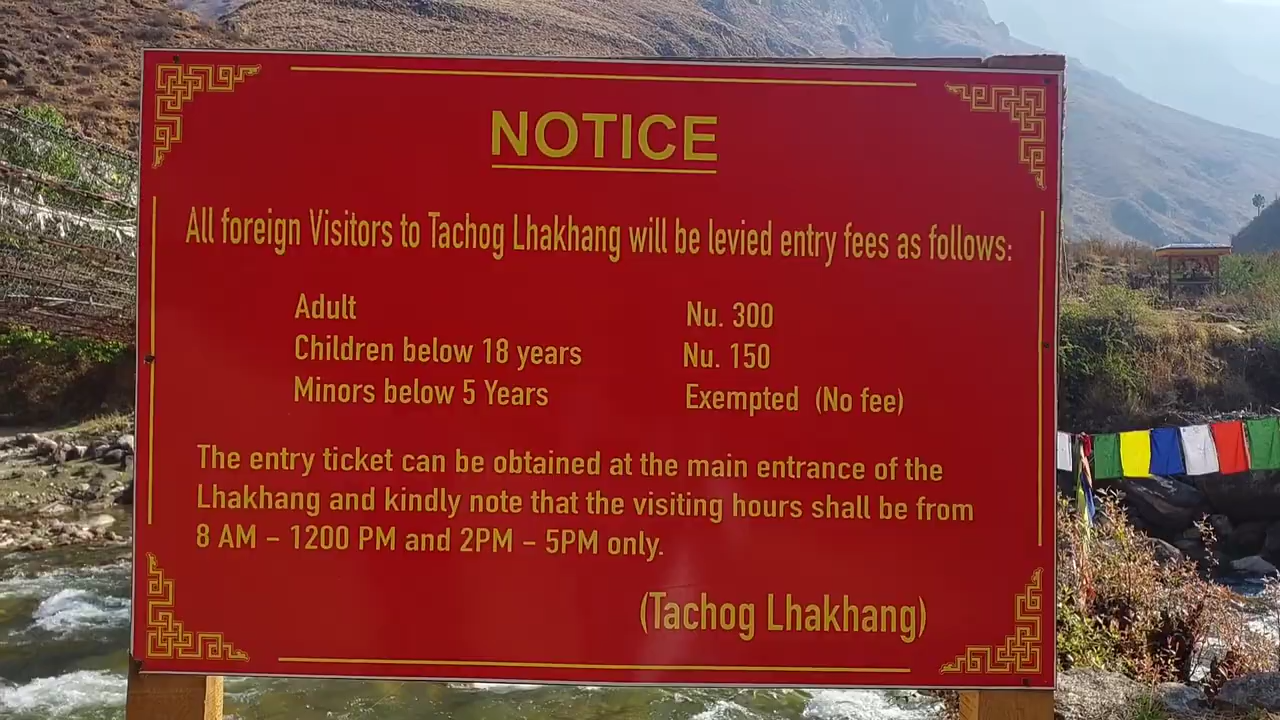 NOTICE
All foreign Visitors to Tachog Lhakhang will be levied entry fees as follows:
Adult Nu. 300
Children below 18 years Nu. 150
Minors below 5 Years Exempted (No fee)
The entry ticket can be obtained at the main entrance of the
Lhakhang and kindly note that the visiting hours shall be from
8 AM – 1200 PM and 2PM – 5PM only.
(Tachog Lhakhang)